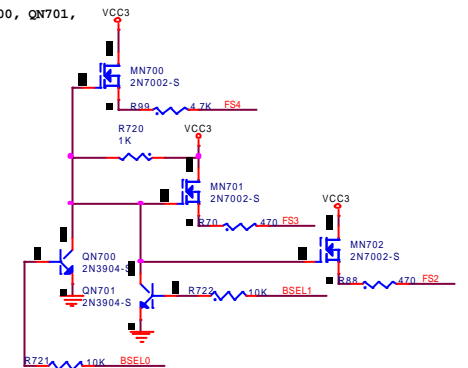 00, QN701,
VCC3
MN700
2N7002-S
R99 4.7K FS4
R720
1K
VCC3
MN701
2N7002-S
R70 470 FS3
VCC3
MN702
2N7002-S
R88 470 FS2
QN700
2N3904-S
QN701
2N3904-S
R722 10K BSEL1
R721 10K BSEL0